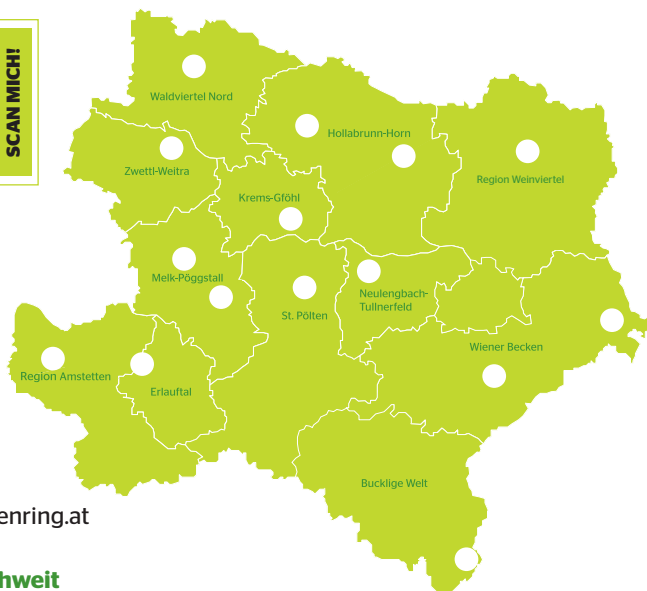 SCAN MICH!
Waldviertel Nord
Hollabrunn-Horn
Zwettl-Weitra
Region Weinviertel
Krems-Gföhl
Melk-Pöggstall
Neulengbach-
Tullnerfeld
St. Pölten
Wiener Becken
Region Amstetten
Erlauftal
Bucklige Welt
enring.at
hweit